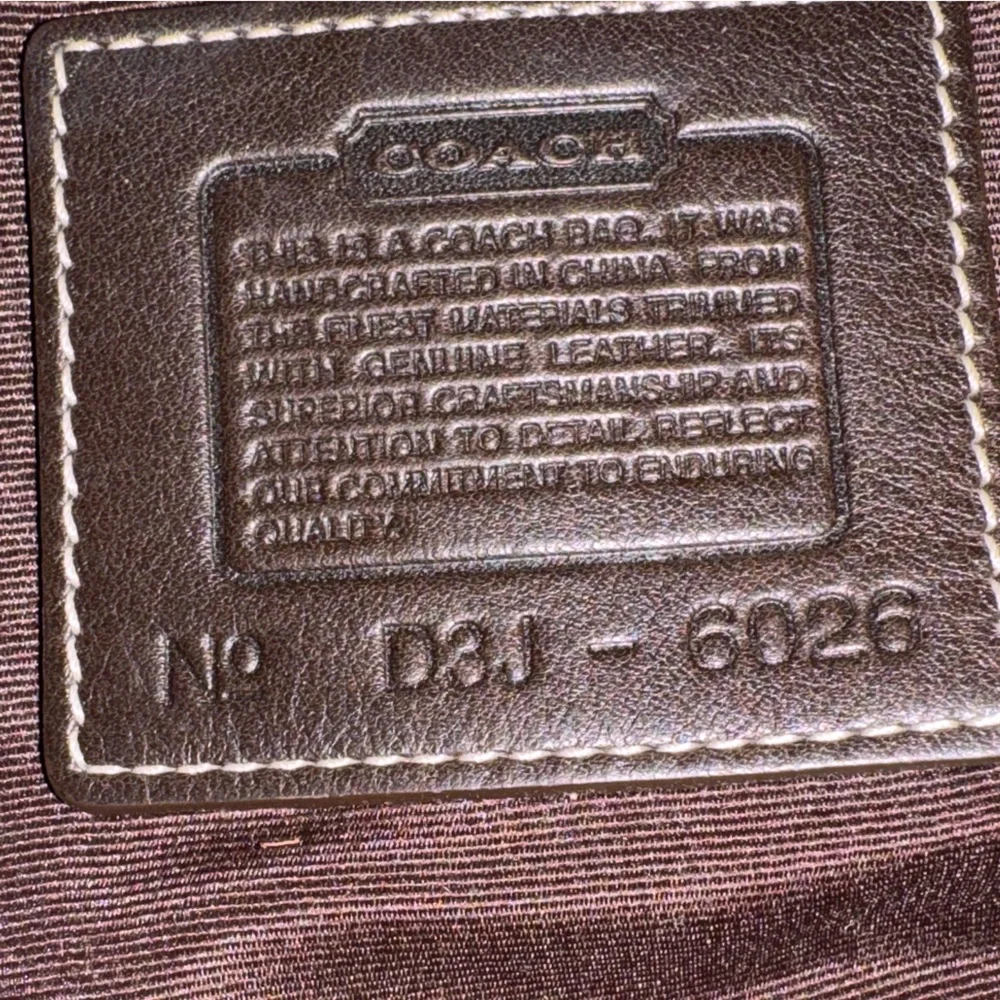 COACH
THIS IS A COACH BAG. IT WAS
HANDCRAFTED IN CHINA FROM
THE FINEST MATERIALS TRIMMED
WITH GENUINE LEATHER. ITS
SUPERIOR CRAFTSMANSHIP AND
ATTENTION TO DETAIL REFLECT
OUR COMMITMENT TO ENDURING
QUALITY.
Nº D3J - 6026